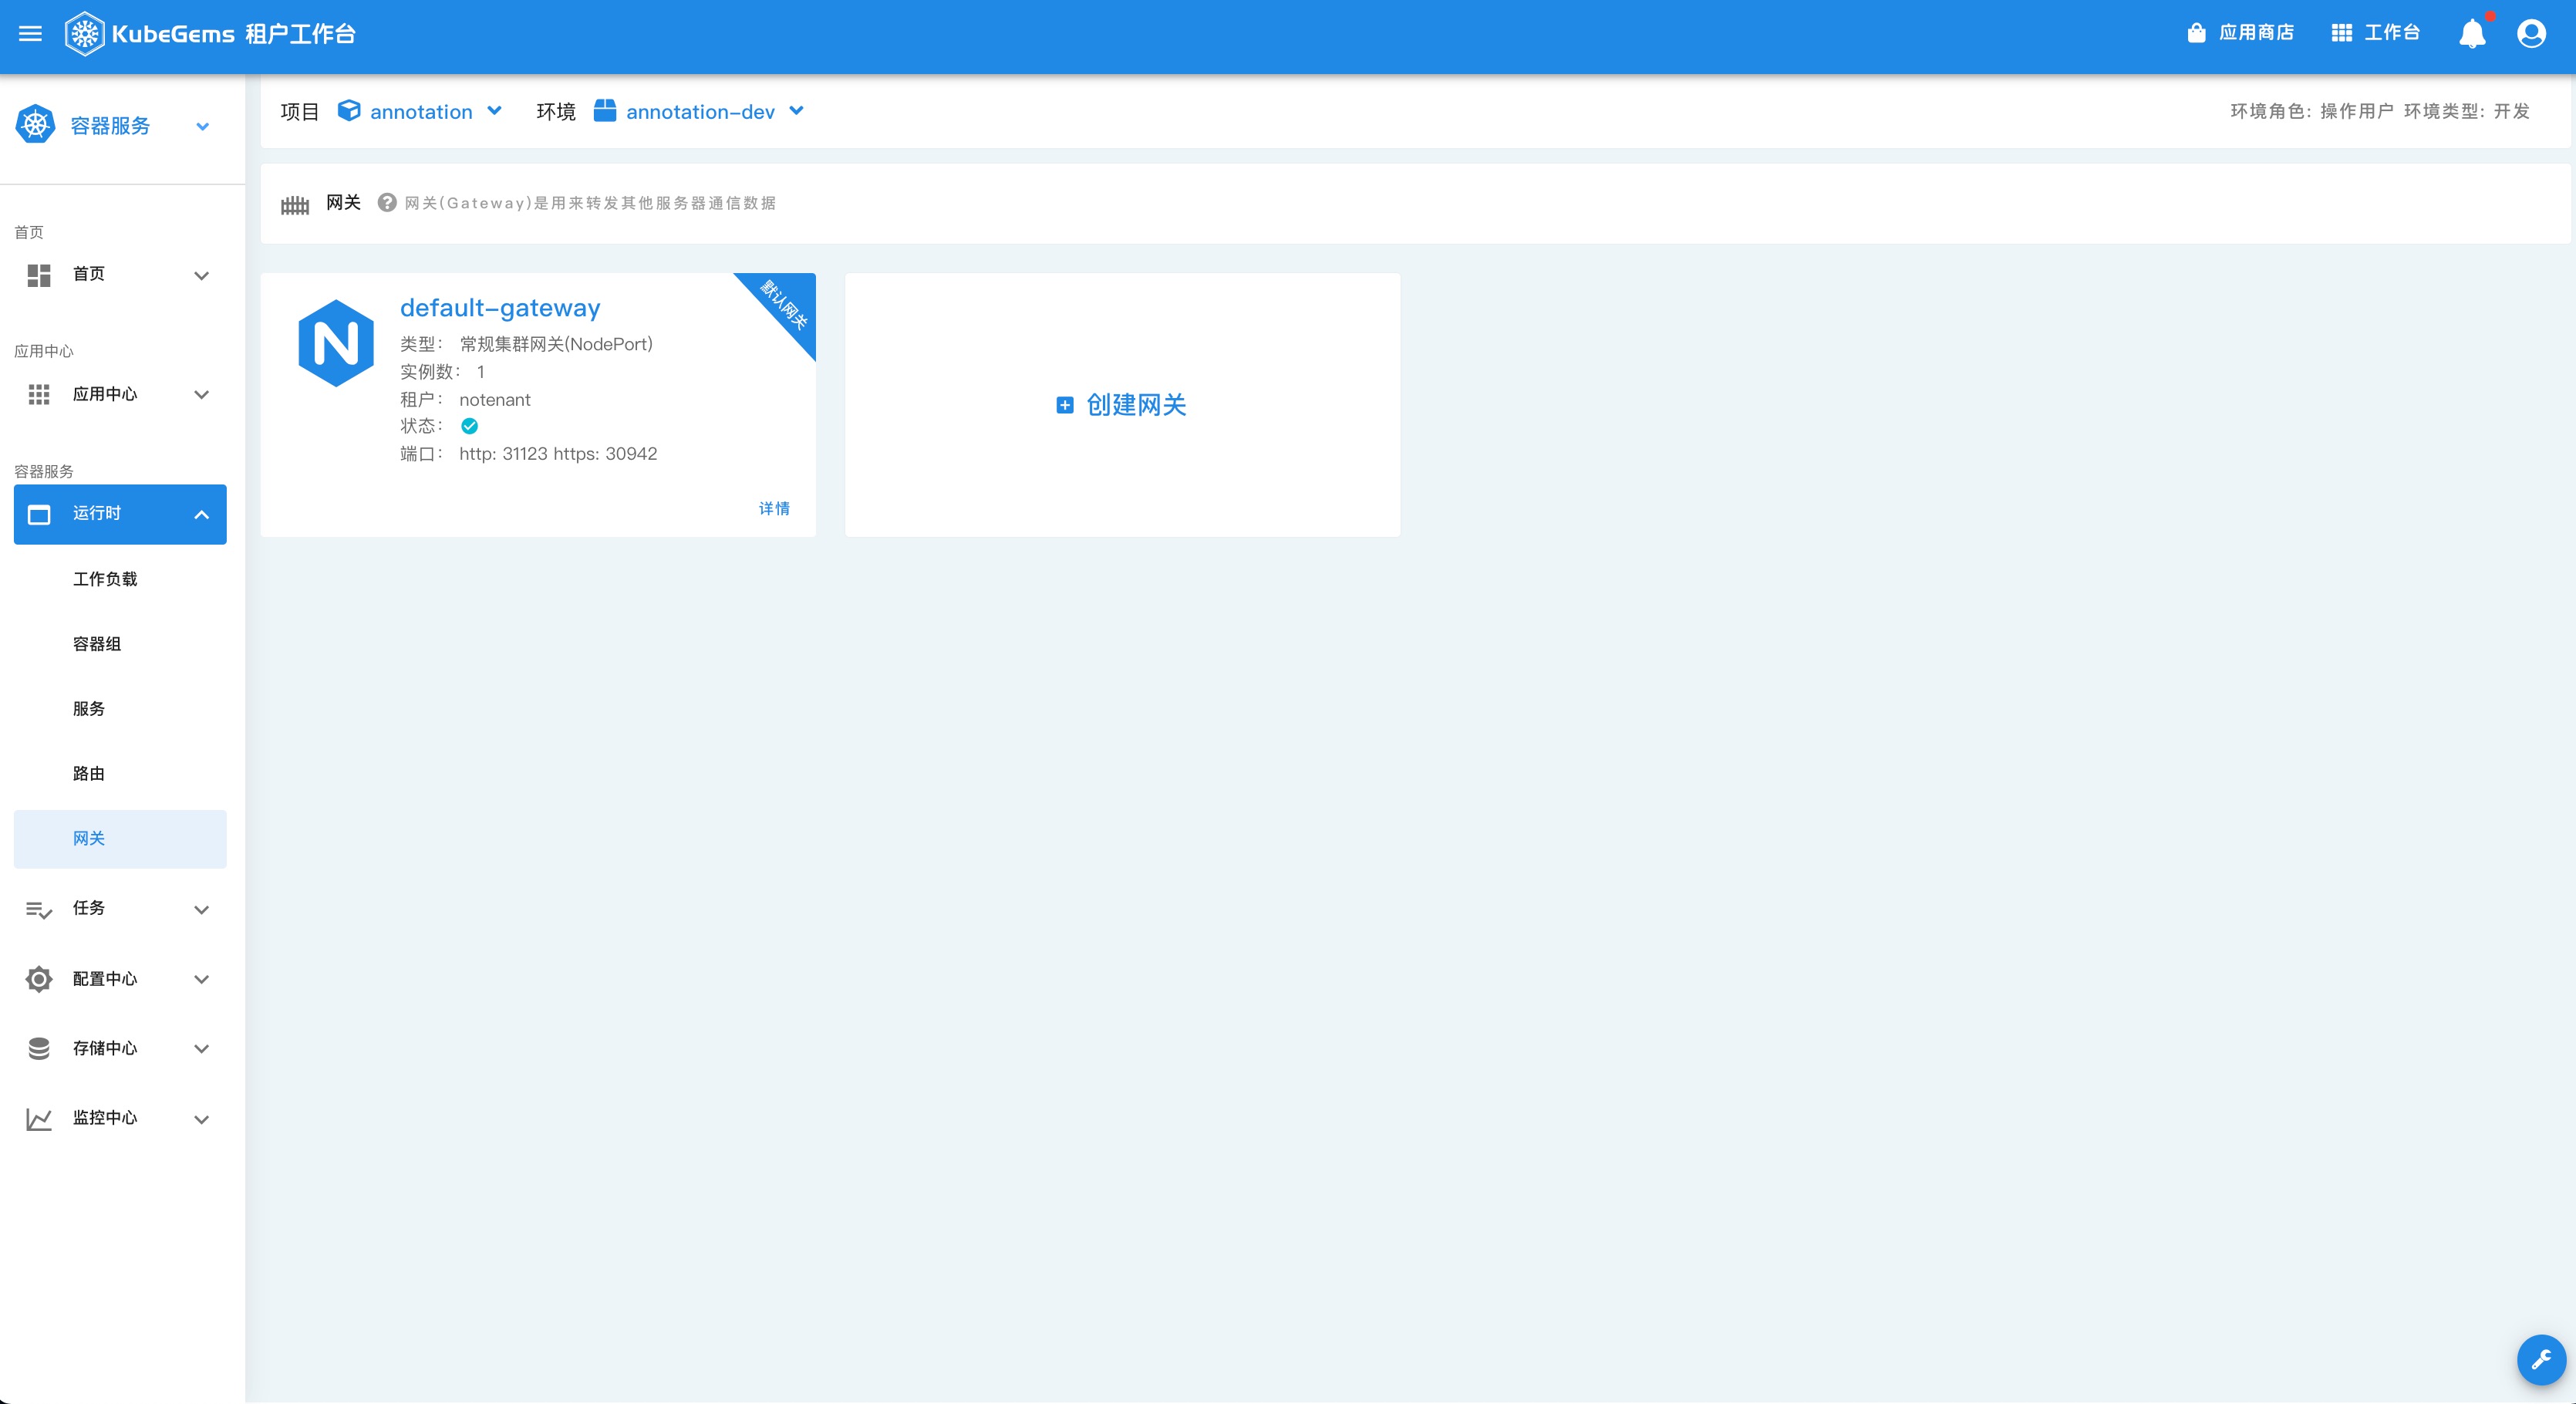 KubeGems 租户工作台
应用商店
工作台
容器服务
项目 annotation 环境 annotation-dev
环境角色: 操作用户 环境类型: 开发
网关 网关(Gateway)是用来转发其他服务器通信数据
首页
首页
应用中心
应用中心
容器服务
运行时
工作负载
容器组
服务
路由
网关
任务
配置中心
存储中心
监控中心
default-gateway
默认网关
类型: 常规集群网关(NodePort)
实例数: 1
租户: notenant
状态:
端口: http: 31123 https: 30942
详情
创建网关